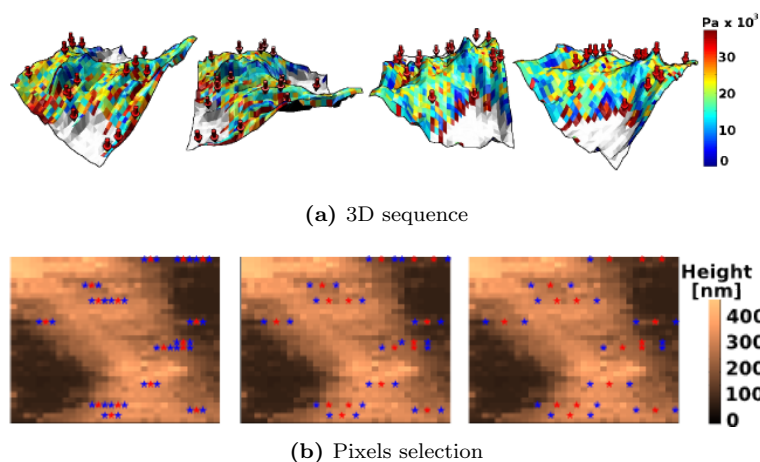 Pa x 10³
30
20
10
0
(a) 3D sequence
Height
[nm]
400
300
200
100
0
(b) Pixels selection